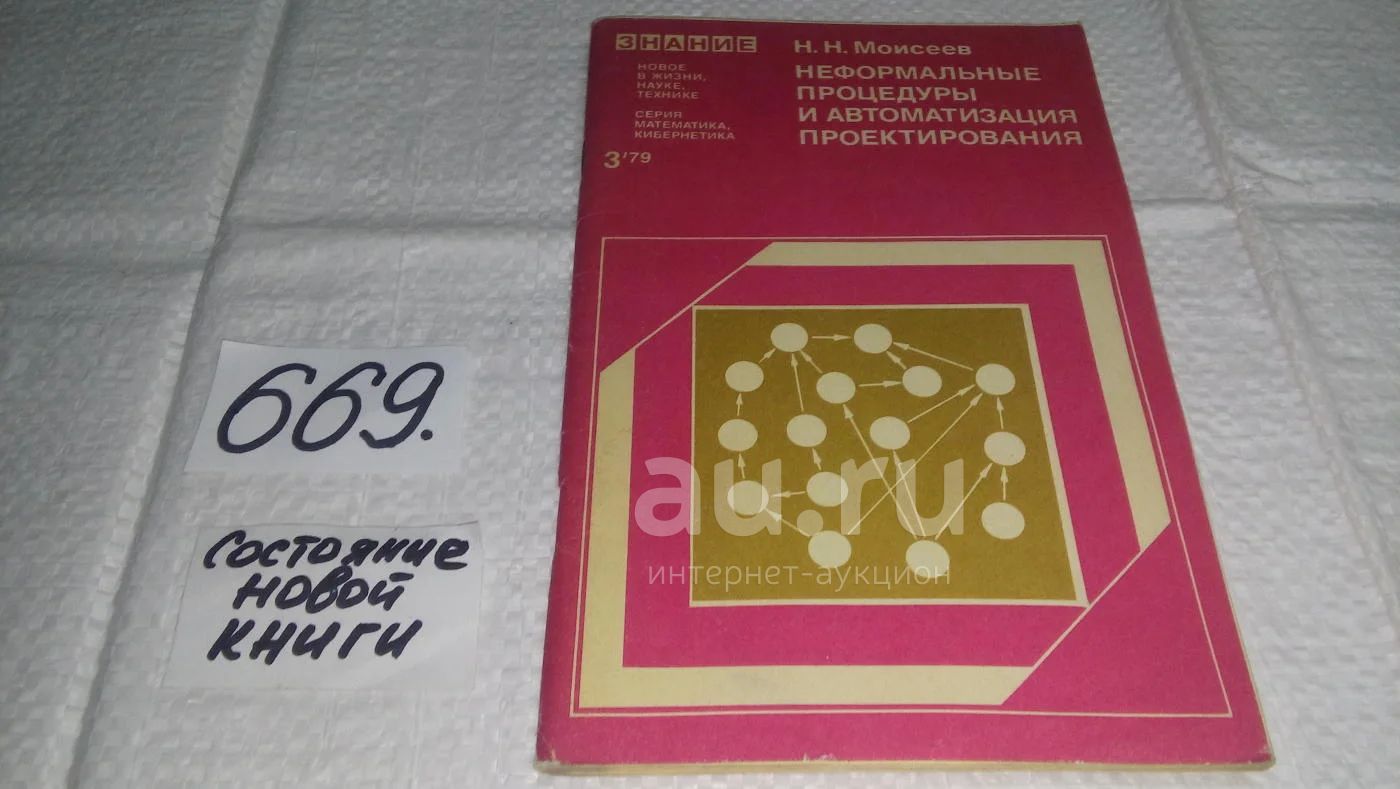 ЗНАНИЕ
НОВОЕ
В ЖИЗНИ,
НАУКЕ,
ТЕХНИКЕ
СЕРИЯ
МАТЕМАТИКА,
КИБЕРНЕТИКА
3'79
Н. Н. Моисеев
НЕФОРМАЛЬНЫЕ
ПРОЦЕДУРЫ
И АВТОМАТИЗАЦИЯ
ПРОЕКТИРОВАНИЯ
669.
Состояние
новой
книги
au.ru
интернет-аукцион